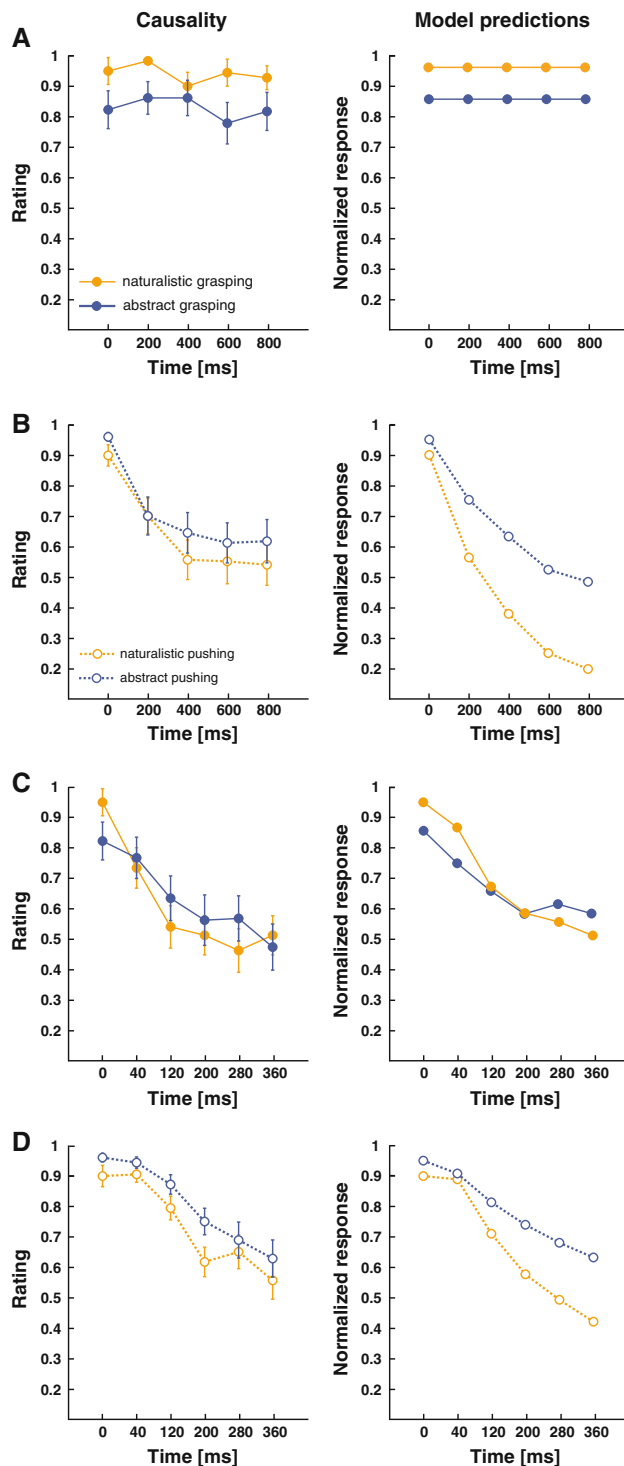 Causality
Model predictions
A
1
0.9
0.8
0.7
0.6
0.5
0.4
0.3
0.2
Rating
naturalistic grasping
abstract grasping
0 200 400 600 800
Time [ms]
1
0.9
0.8
0.7
0.6
0.5
0.4
0.3
0.2
Normalized response
0 200 400 600 800
Time [ms]
B
1
0.9
0.8
0.7
0.6
0.5
0.4
0.3
0.2
Rating
naturalistic pushing
abstract pushing
0 200 400 600 800
Time [ms]
1
0.9
0.8
0.7
0.6
0.5
0.4
0.3
0.2
Normalized response
0 200 400 600 800
Time [ms]
C
1
0.9
0.8
0.7
0.6
0.5
0.4
0.3
0.2
Rating
0 40 120 200 280 360
Time [ms]
1
0.9
0.8
0.7
0.6
0.5
0.4
0.3
0.2
Normalized response
0 40 120 200 280 360
Time [ms]
D
1
0.9
0.8
0.7
0.6
0.5
0.4
0.3
0.2
Rating
0 40 120 200 280 360
Time [ms]
1
0.9
0.8
0.7
0.6
0.5
0.4
0.3
0.2
Normalized response
0 40 120 200 280 360
Time [ms]